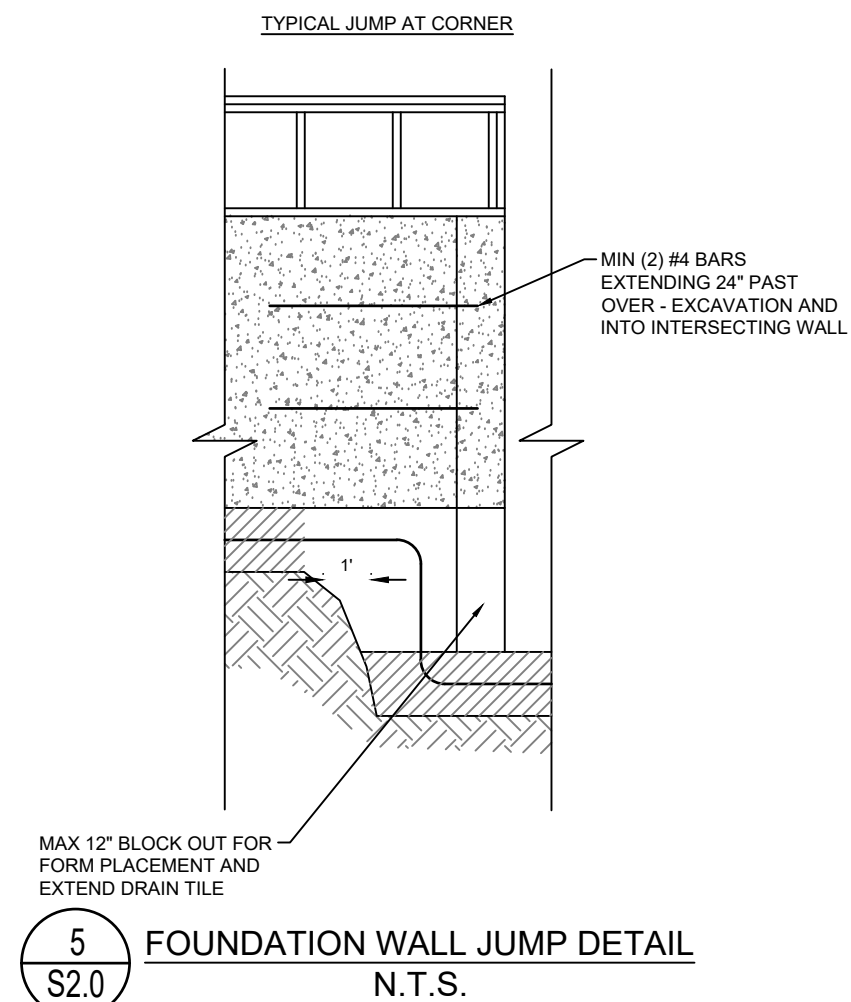 TYPICAL JUMP AT CORNER
MIN (2) #4 BARS
EXTENDING 24" PAST
OVER - EXCAVATION AND
INTO INTERSECTING WALL
1'
MAX 12" BLOCK OUT FOR
FORM PLACEMENT AND
EXTEND DRAIN TILE
5
S2.0
FOUNDATION WALL JUMP DETAIL
N.T.S.